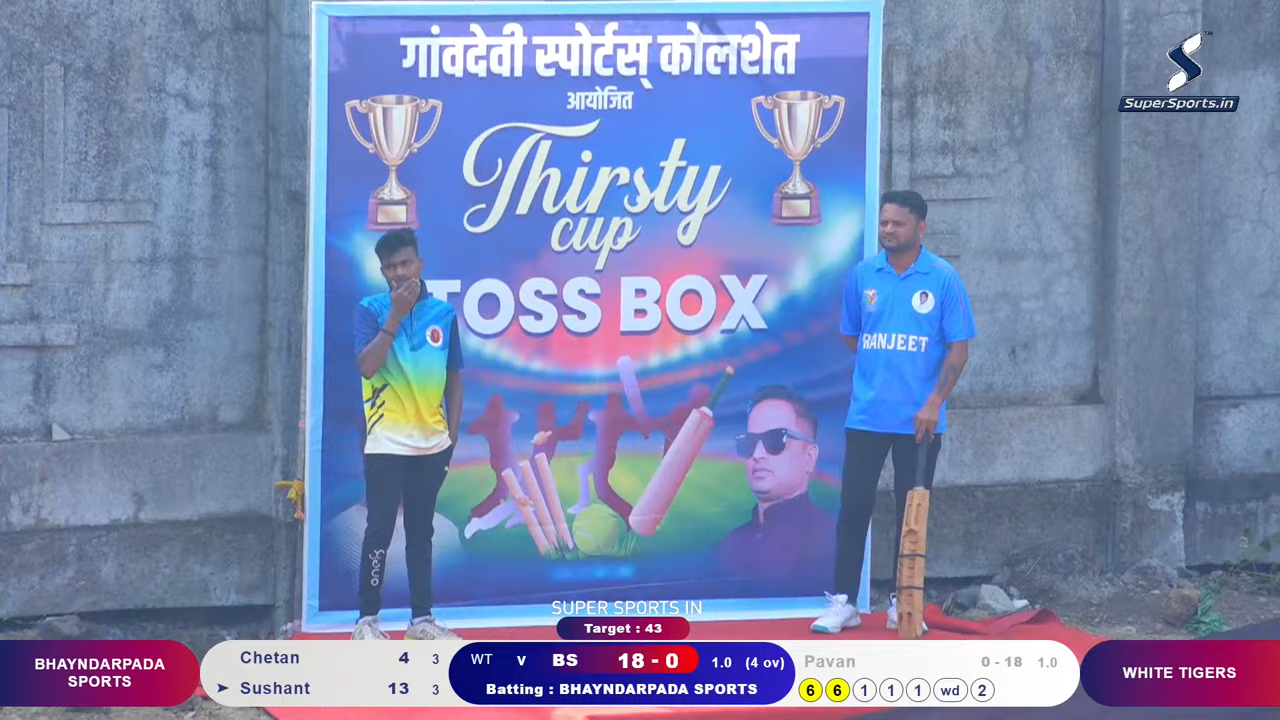 गांवदेवी स्पोर्टस् कोलशेत
आयोजित
Thirsty
cup
TOSS BOX
SuperSports.in
TM
RANJEET
oneg
SUPER SPORTS IN
Target : 43
BHAYNDARPADA
SPORTS
Chetan 4 3
➤ Sushant 13 3
WT v BS 18 - 0 1.0 (4 ov)
Batting : BHAYNDARPADA SPORTS
Pavan 0 - 18 1.0
6 6 1 1 1 wd 2
WHITE TIGERS